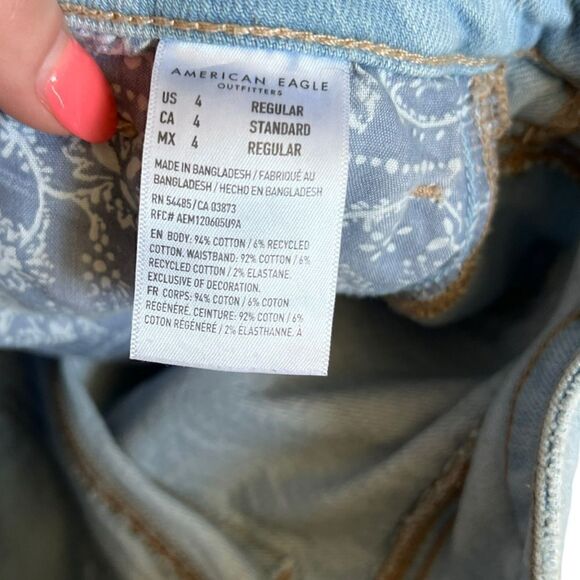 AMERICAN EAGLE
OUTFITTERS
US 4 REGULAR
CA 4 STANDARD
MX 4 REGULAR
MADE IN BANGLADESH / FABRIQUÉ AU
BANGLADESH / HECHO EN BANGLADESH
RN 54485 / CA 03873
RFC# AEM120605U9A
EN BODY: 94% COTTON / 6% RECYCLED
COTTON. WAISTBAND: 92% COTTON / 6%
RECYCLED COTTON / 2% ELASTANE.
EXCLUSIVE OF DECORATION.
FR CORPS: 94% COTON / 6% COTON
RÉGÉNÉRÉ. CEINTURE: 92% COTON / 6%
COTON RÉGÉNÉRÉ / 2% ÉLASTHANNE. À